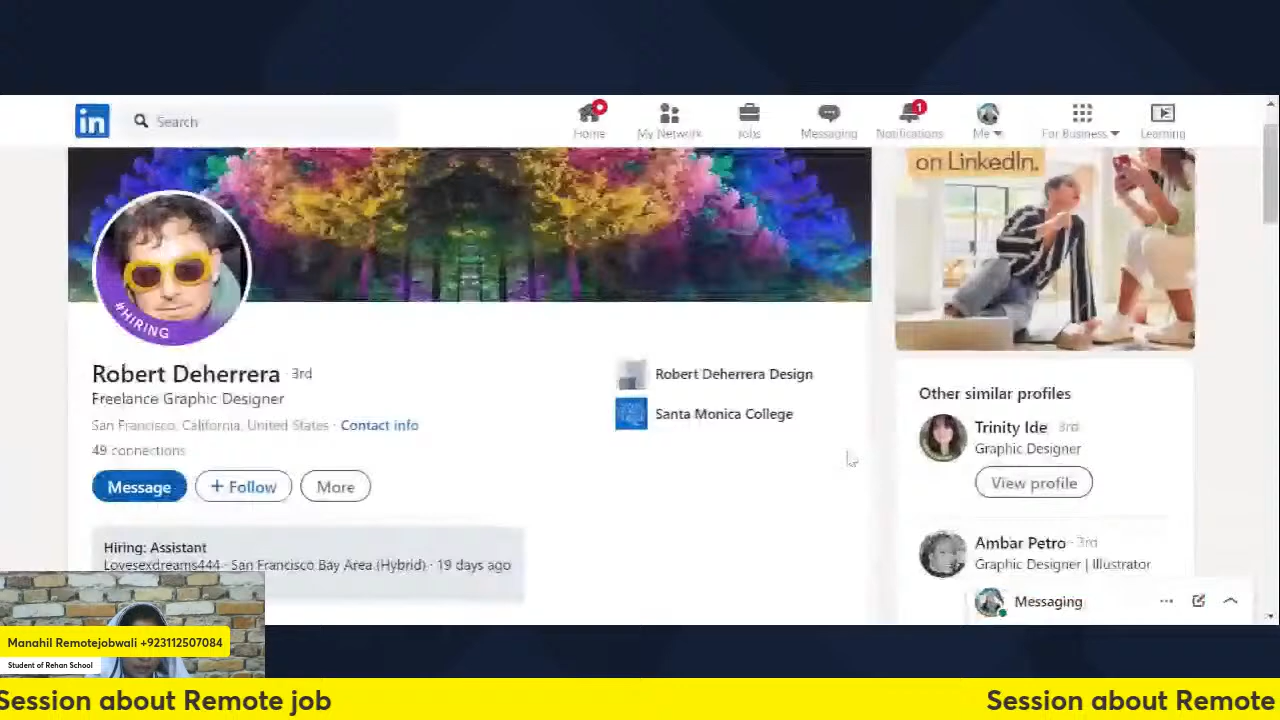 in
Search
Home
My Network
Jobs
Messaging
1
Notifications
Me
For Business
Learning
on LinkedIn.
#HIRING
Robert Deherrera · 3rd
Freelance Graphic Designer
San Francisco, California, United States · Contact info
49 connections
Message
+ Follow
More
Robert Deherrera Design
Santa Monica College
Hiring: Assistant
Lovesexdreams444 · San Francisco Bay Area (Hybrid) · 19 days ago
Other similar profiles
Trinity Ide · 3rd
Graphic Designer
View profile
Ambar Petro · 3rd
Graphic Designer | Illustrator
Messaging
Manahil Remotejobwali +923112507084
Student of Rehan School
Session about Remote job
Session about Remote